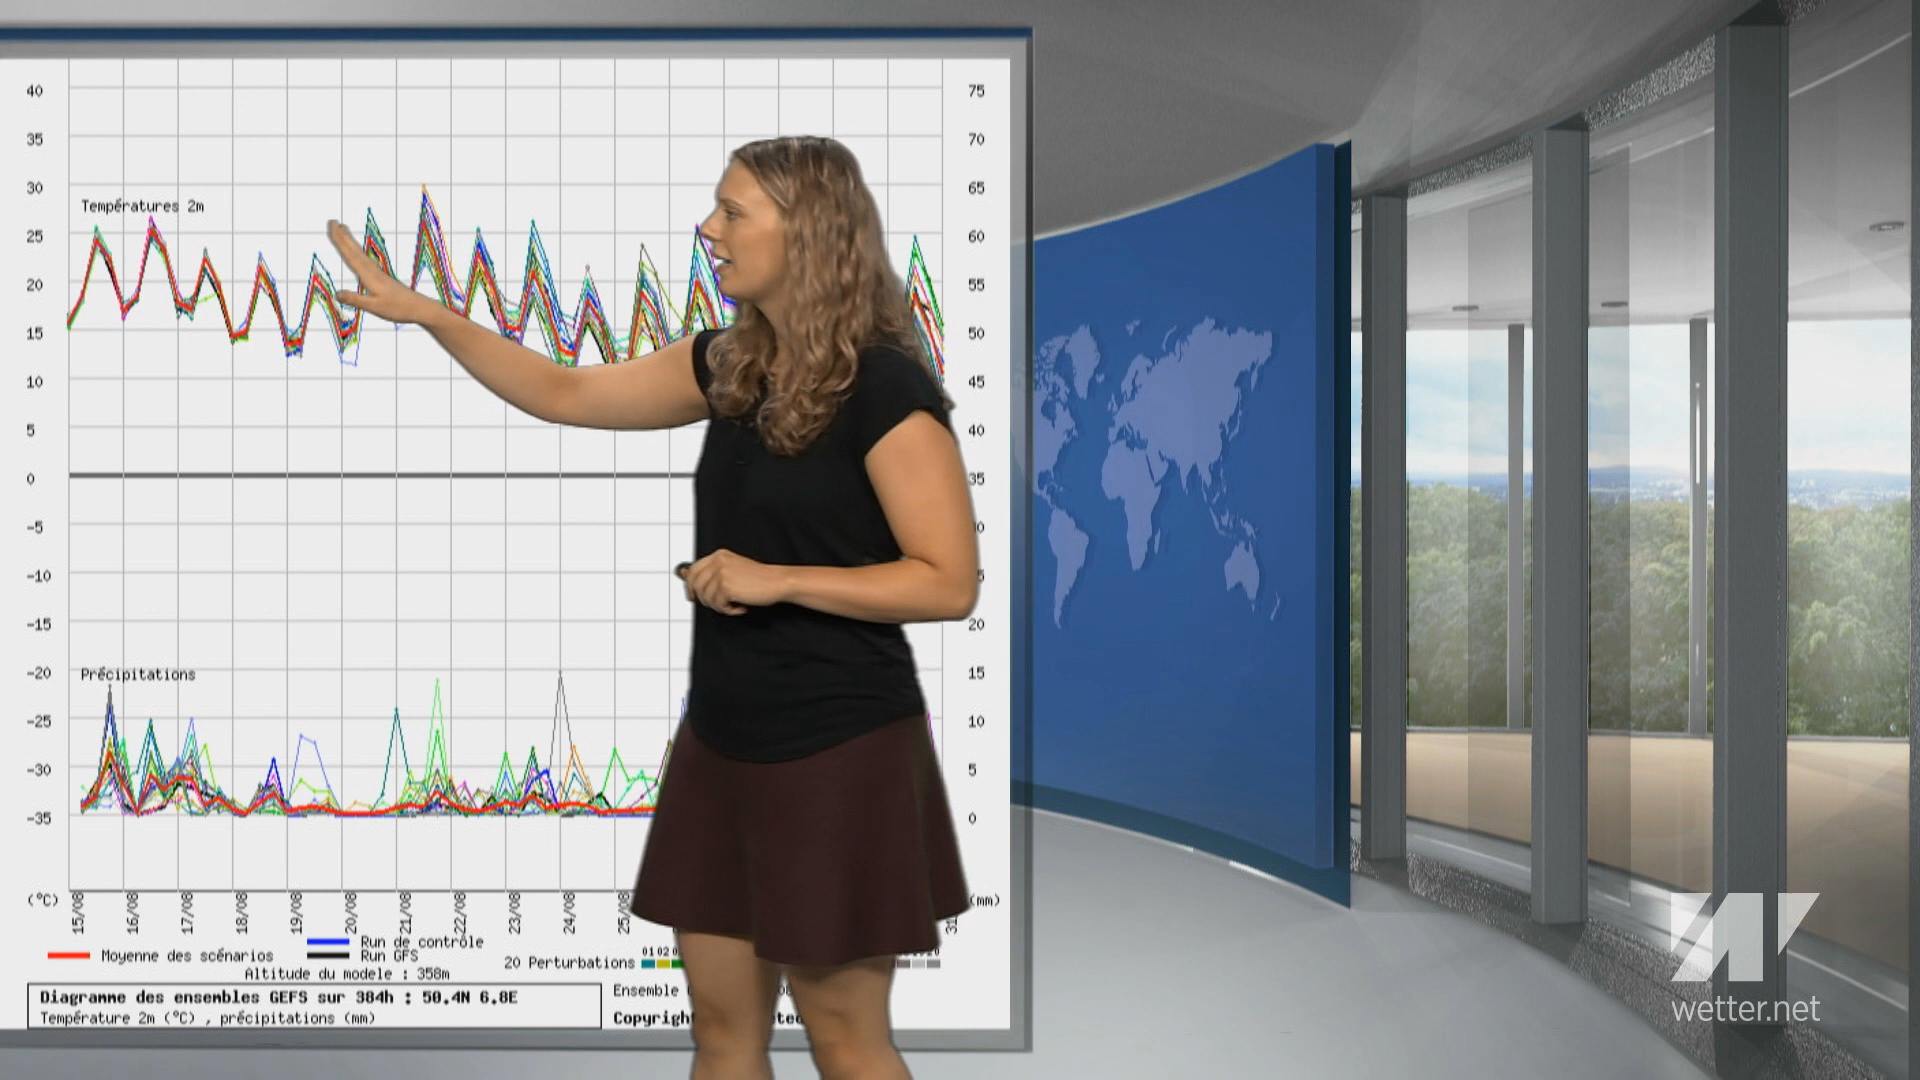 40 75
35 70
30 65
Températures 2m
25 60
20 55
15 50
10 45
5 40
0 35
-5
-10
-15 20
Précipitations
-20 15
-25 10
-30 5
-35 0
(°C) (mm)
15/08 16/08 17/08 18/08 19/08 20/08 21/08 22/08 23/08 24/08 25/08
Moyenne des scénarios
Run de contrôle
Run GFS
Altitude du modele : 358m
20 Perturbations 01 02
Diagramme des ensembles GEFS sur 384h : 50.4N 6.8E
Température 2m (°C) , précipitations (mm)
Ensemble
Copyright
wetter.net